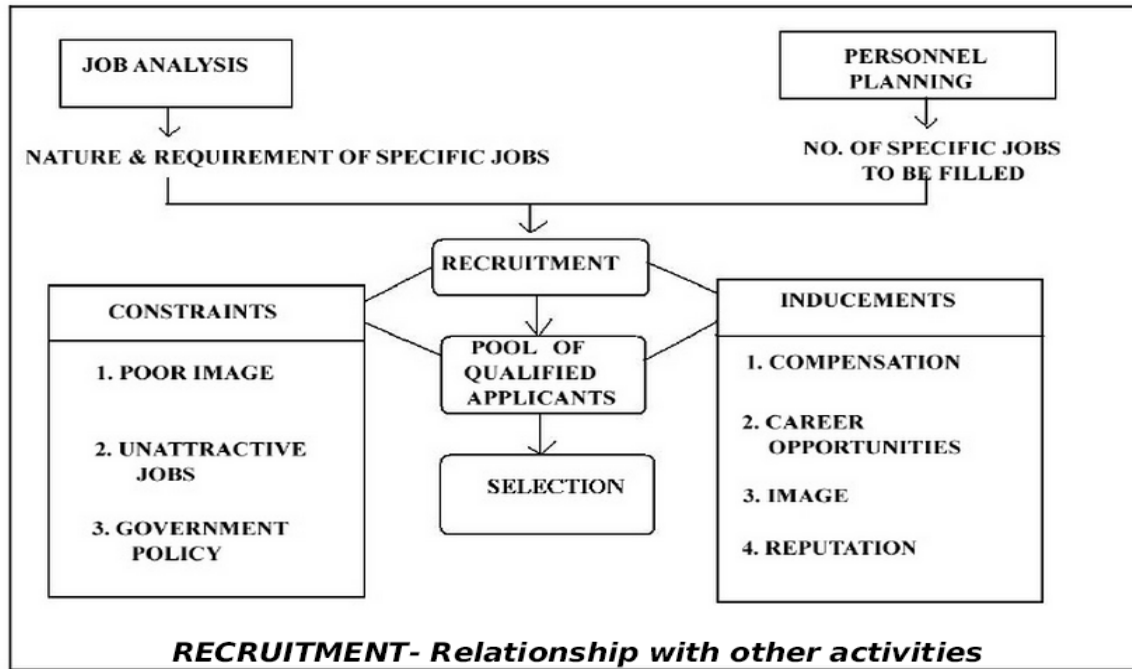 JOB ANALYSIS
PERSONNEL
PLANNING
NATURE & REQUIREMENT OF SPECIFIC JOBS
NO. OF SPECIFIC JOBS
TO BE FILLED
RECRUITMENT
CONSTRAINTS
1. POOR IMAGE
2. UNATTRACTIVE
JOBS
3. GOVERNMENT
POLICY
POOL OF
QUALIFIED
APPLICANTS
SELECTION
INDUCEMENTS
1. COMPENSATION
2. CAREER
OPPORTUNITIES
3. IMAGE
4. REPUTATION
RECRUITMENT- Relationship with other activities